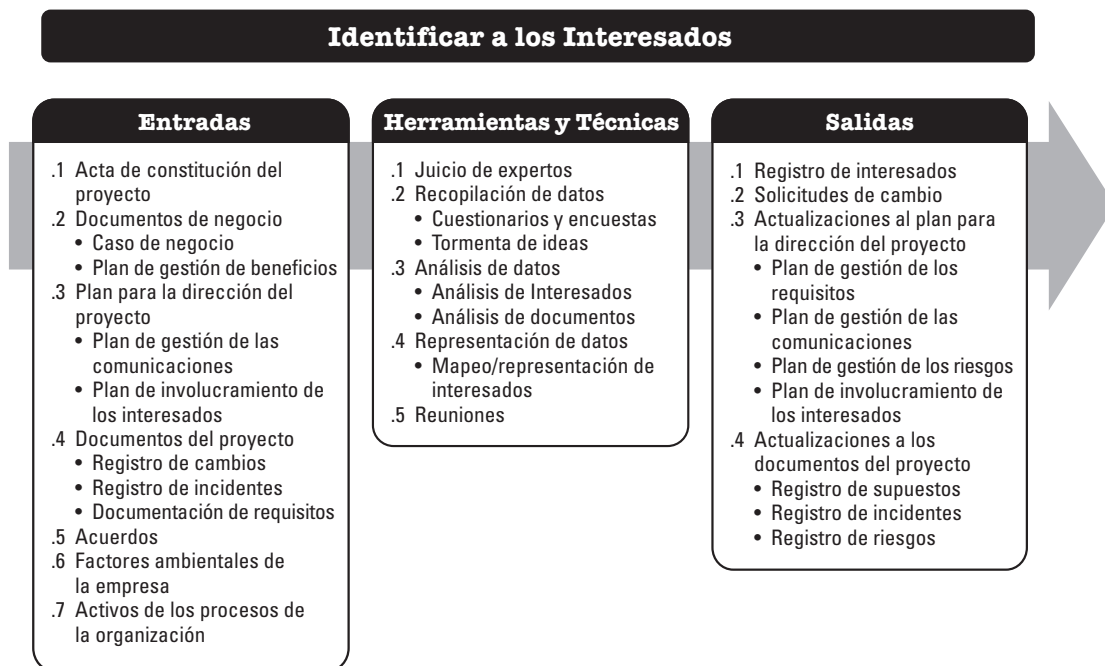 Identificar a los Interesados
Entradas
.1 Acta de constitución del
proyecto
.2 Documentos de negocio
• Caso de negocio
• Plan de gestión de beneficios
.3 Plan para la dirección del
proyecto
• Plan de gestión de las
comunicaciones
• Plan de involucramiento de
los interesados
.4 Documentos del proyecto
• Registro de cambios
• Registro de incidentes
• Documentación de requisitos
.5 Acuerdos
.6 Factores ambientales de
la empresa
.7 Activos de los procesos de
la organización
Herramientas y Técnicas
.1 Juicio de expertos
.2 Recopilación de datos
• Cuestionarios y encuestas
• Tormenta de ideas
.3 Análisis de datos
• Análisis de Interesados
• Análisis de documentos
.4 Representación de datos
• Mapeo/representación de
interesados
.5 Reuniones
Salidas
.1 Registro de interesados
.2 Solicitudes de cambio
.3 Actualizaciones al plan para
la dirección del proyecto
• Plan de gestión de los
requisitos
• Plan de gestión de las
comunicaciones
• Plan de gestión de los riesgos
• Plan de involucramiento de
los interesados
.4 Actualizaciones a los
documentos del proyecto
• Registro de supuestos
• Registro de incidentes
• Registro de riesgos